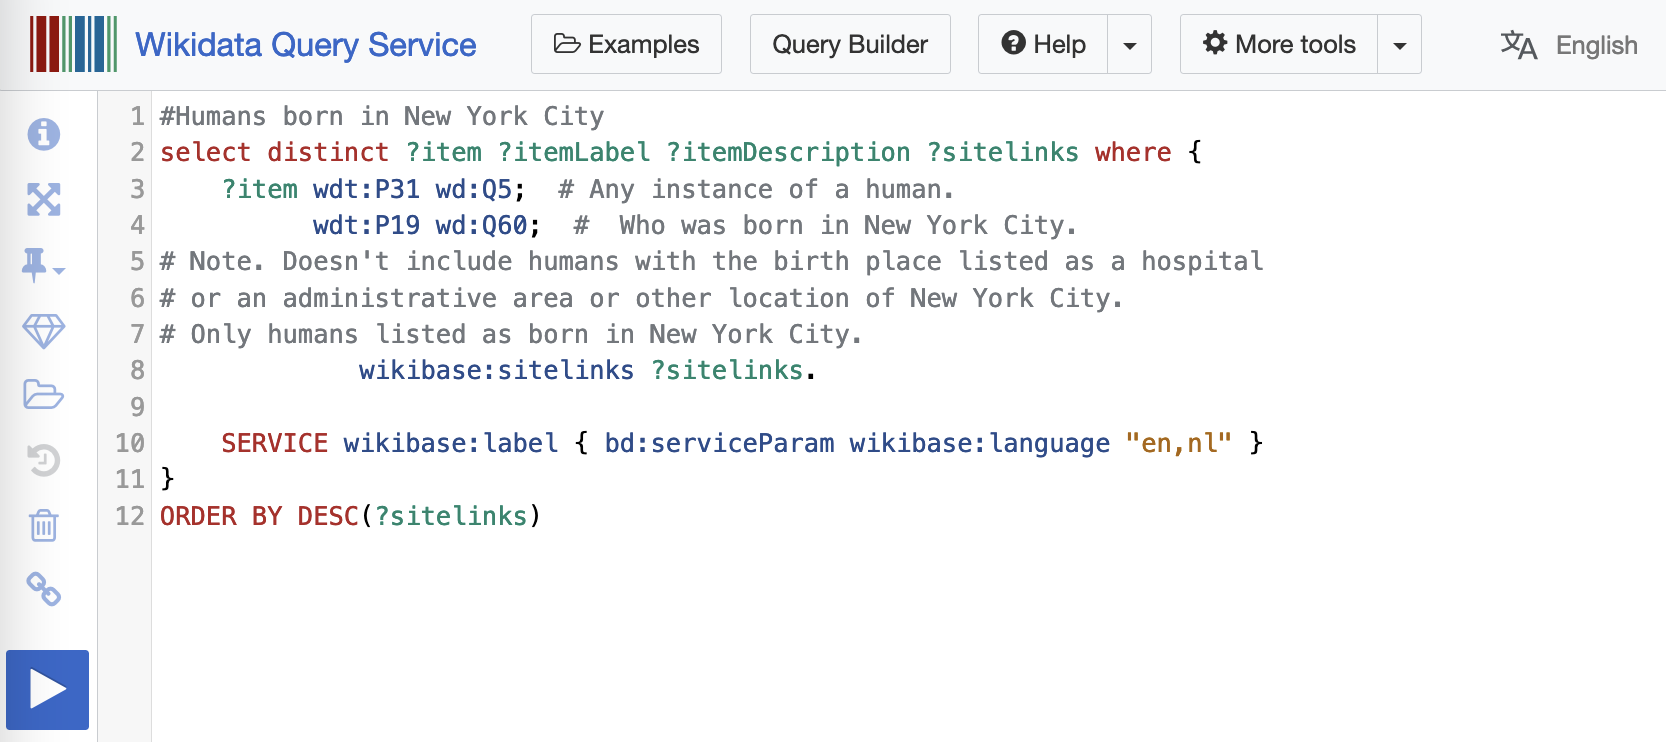 Wikidata Query Service Examples Query Builder Help More tools 文A English
1 #Humans born in New York City
2 select distinct ?item ?itemLabel ?itemDescription ?sitelinks where {
3 ?item wdt:P31 wd:Q5; # Any instance of a human.
4 wdt:P19 wd:Q60; # Who was born in New York City.
5 # Note. Doesn't include humans with the birth place listed as a hospital
6 # or an administrative area or other location of New York City.
7 # Only humans listed as born in New York City.
8 wikibase:sitelinks ?sitelinks.
9
10 SERVICE wikibase:label { bd:serviceParam wikibase:language "en,nl" }
11 }
12 ORDER BY DESC(?sitelinks)